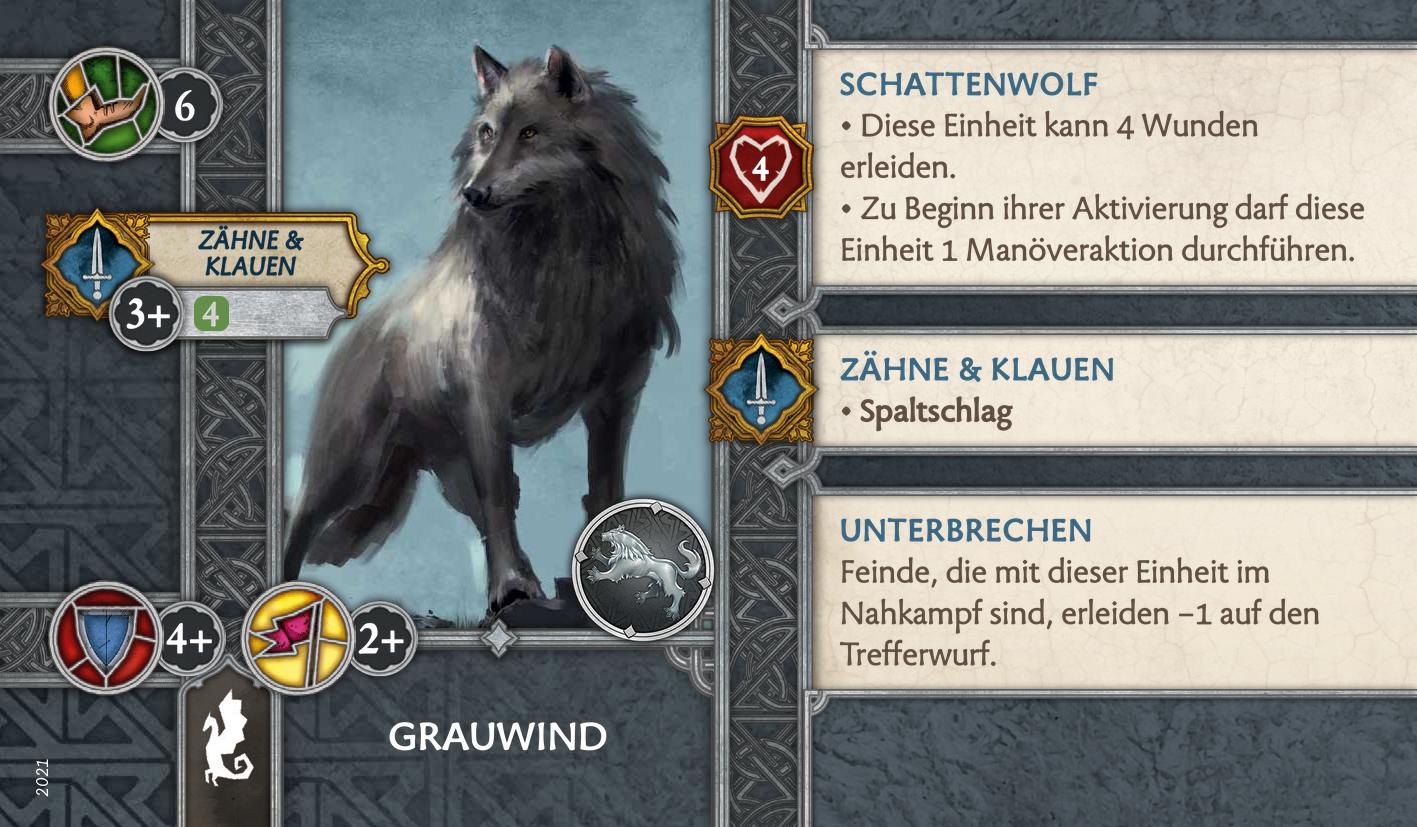 6
ZÄHNE &
KLAUEN
3+
4
4+
2+
GRAUWIND
2021
4
SCHATTENWOLF
• Diese Einheit kann 4 Wunden
erleiden.
• Zu Beginn ihrer Aktivierung darf diese
Einheit 1 Manöveraktion durchführen.
ZÄHNE & KLAUEN
• Spaltschlag
UNTERBRECHEN
Feinde, die mit dieser Einheit im
Nahkampf sind, erleiden −1 auf den
Trefferwurf.